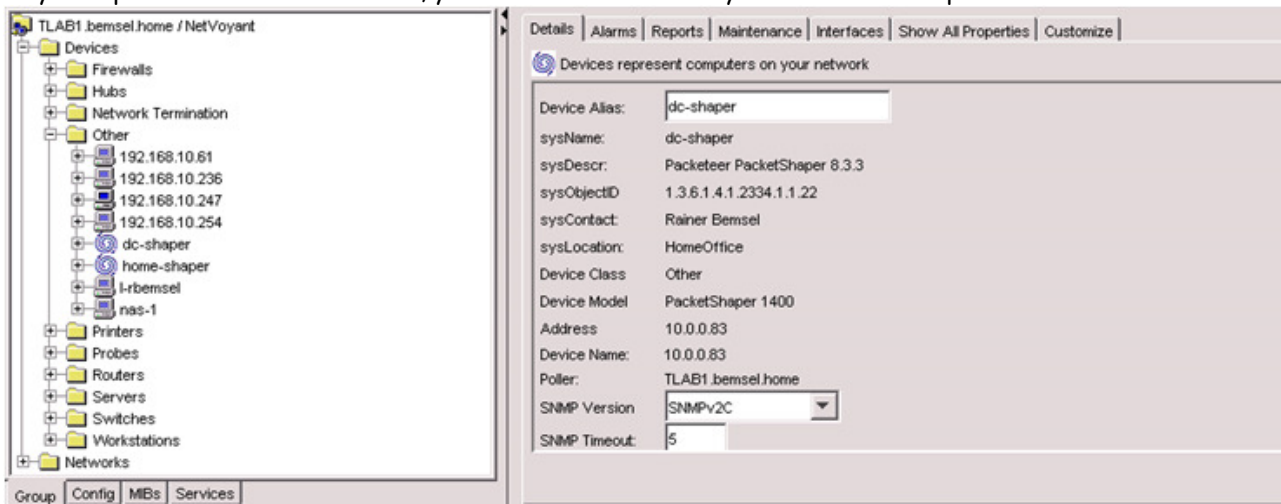 TLAB1.bemsel.home / NetVoyant
Devices
Firewalls
Hubs
Network Termination
Other
192.168.10.61
192.168.10.236
192.168.10.247
192.168.10.254
dc-shaper
home-shaper
l-rbemsel
nas-1
Printers
Probes
Routers
Servers
Switches
Workstations
Networks
Group Config MIBs Services
Details Alarms Reports Maintenance Interfaces Show All Properties Customize
Devices represent computers on your network
Device Alias: dc-shaper
sysName: dc-shaper
sysDescr: Packeteer PacketShaper 8.3.3
sysObjectID 1.3.6.1.4.1.2334.1.1.22
sysContact: Rainer Bemsel
sysLocation: HomeOffice
Device Class Other
Device Model PacketShaper 1400
Address 10.0.0.83
Device Name: 10.0.0.83
Poller: TLAB1.bemsel.home
SNMP Version SNMPv2C
SNMP Timeout: 5